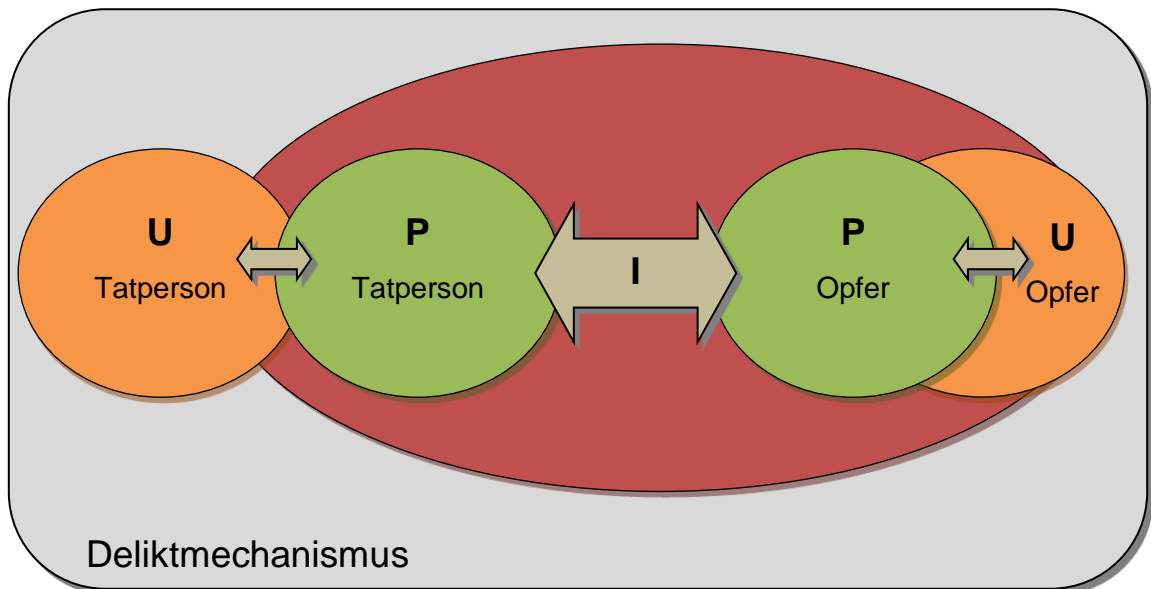 U
Tatperson
P
Tatperson
I
P
Opfer
U
Opfer
Deliktmechanismus